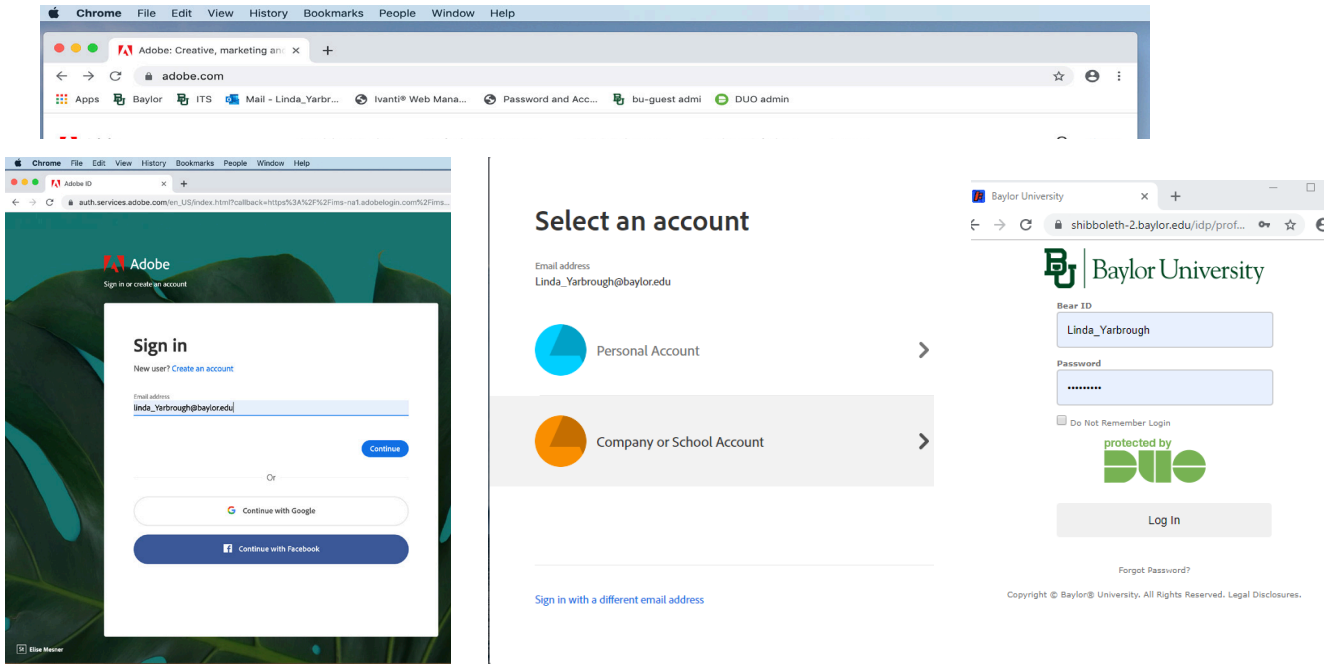 Chrome File Edit View History Bookmarks People Window Help
Adobe: Creative, marketing an
adobe.com
Apps Baylor ITS Mail - Linda_Yarbr... Ivanti® Web Mana... Password and Acc... bu-guest admi DUO admin
Chrome File Edit View History Bookmarks People Window Help
Adobe ID
auth.services.adobe.com/en_US/index.html?callback=https%3A%2F%2Fims-na1.adobelogin.com%2Fims...
Adobe
Sign in or create an account
Sign in
New user? Create an account
Email address
linda_Yarbrough@baylor.edu
Continue
Or
Continue with Google
Continue with Facebook
St Elise Mesner
Select an account
Email address
Linda_Yarbrough@baylor.edu
Personal Account
Company or School Account
Sign in with a different email address
Baylor University
shibboleth-2.baylor.edu/idp/prof...
BU Baylor University
Bear ID
Linda_Yarbrough
Password
•••••••••
Do Not Remember Login
protected by
DUO
Log In
Forgot Password?
Copyright © Baylor® University. All Rights Reserved. Legal Disclosures.